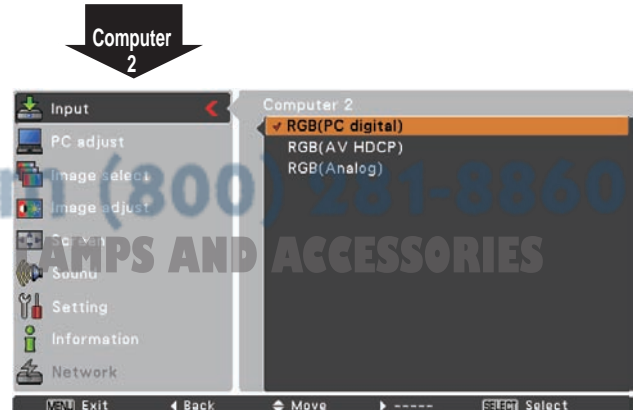 Computer
2
Input
Computer 2
RGB(PC digital)
PC adjust
RGB(AV HDCP)
Image select
RGB(Analog)
m (800) 281-8860
Image adjust
Screen
LAMPS AND ACCESSORIES
Sound
Setting
Information
Network
MENU Exit Back Move ----- SELECT Select